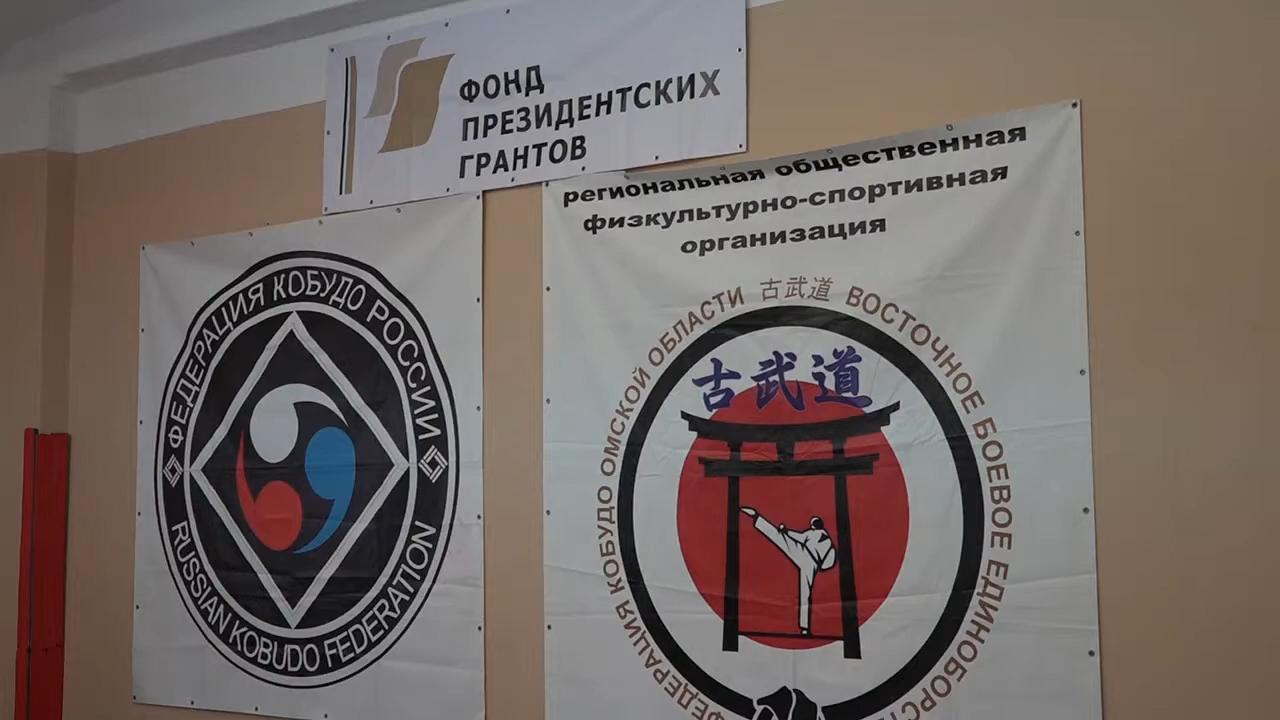 ФОНД
ПРЕЗИДЕНТСКИХ
ГРАНТОВ
ФЕДЕРАЦИЯ КОБУДО РОССИИ
RUSSIAN KOBUDO FEDERATION
региональная общественная
физкультурно-спортивная
организация
ФЕДЕРАЦИЯ КОБУДО ОМСКОЙ ОБЛАСТИ 古武道 ВОСТОЧНОЕ БОЕВОЕ ЕДИНОБОРС
古武道